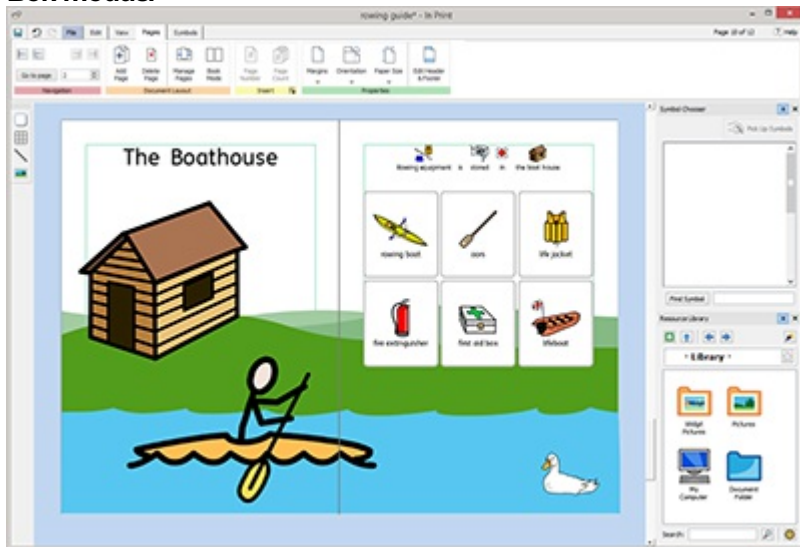 rowing guide* - In Print
File Edit View Pages Symbols
Page 10 of 12 Help
Go to page 1
Add Page
Delete Page
Manage Pages
Book Mode
Page Number
Page Count
Margins
Orientation
Paper Size
Edit Header & Footer
Navigation
Document Layout
Insert
Properties
Symbol Chooser
Pick Up Symbols
The Boathouse
Rowing equipment is stored in the boat house
rowing boat
oars
life jacket
fire extinguisher
first aid box
lifeboat
Find Symbol
Resource Library
Library
Widgit Pictures
Pictures
My Computer
Document Folder
Search: